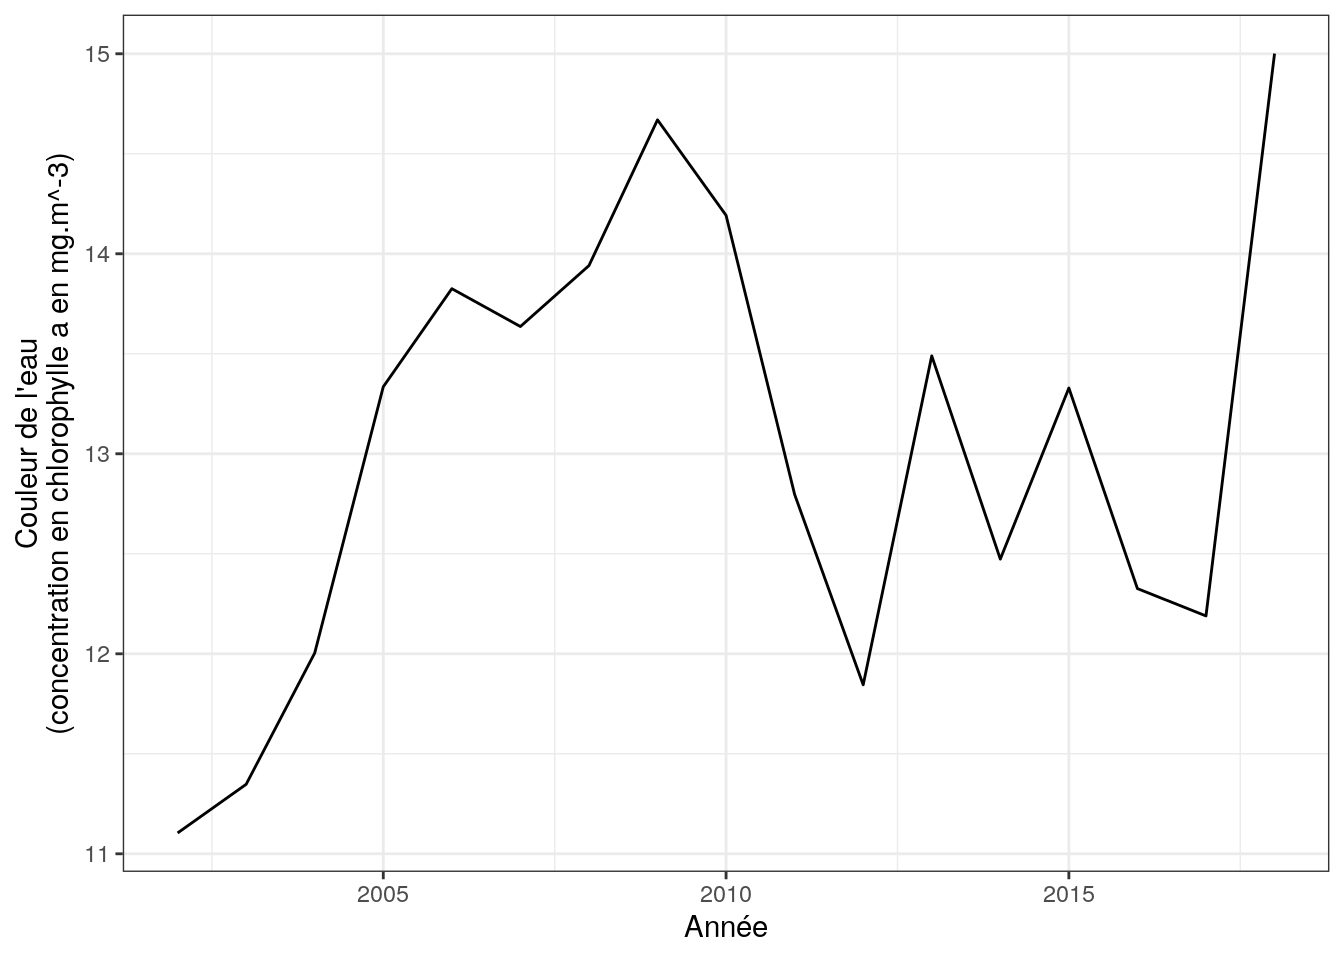 Couleur de l'eau
(concentration en chlorophylle a en mg.m^-3)
15
14
13
12
11
2005
2010
2015
Année